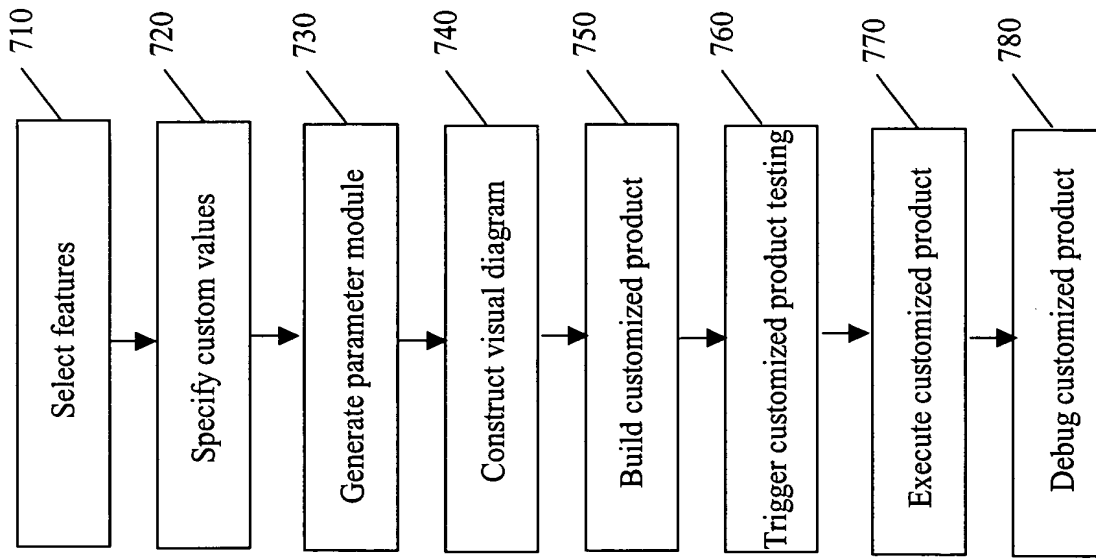 710
Select features
720
Specify custom values
730
Generate parameter module
740
Construct visual diagram
750
Build customized product
760
Trigger customized product testing
770
Execute customized product
780
Debug customized product